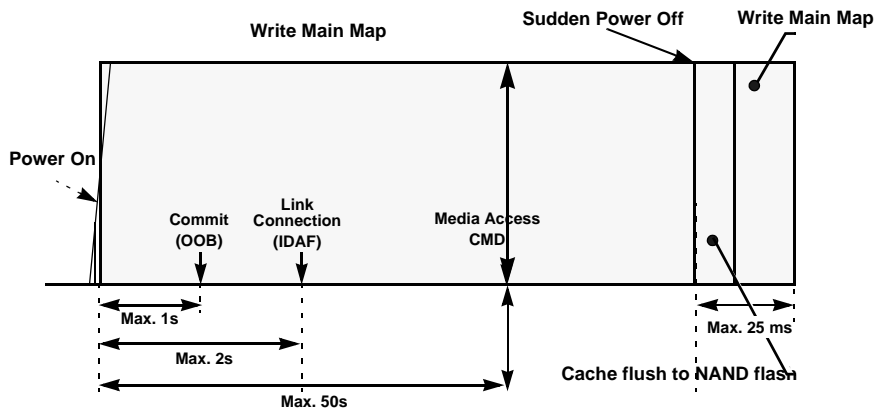 Sudden Power Off
Write Main Map
Write Main Map
Power On
Commit
(OOB)
Link
Connection
(IDAF)
Media Access
CMD
Max. 1s
Max. 25 ms
Max. 2s
Cache flush to NAND flash
Max. 50s